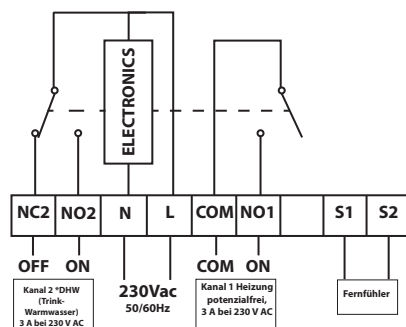 ELECTRONICS
NC2 NO2 N L COM NO1 S1 S2
OFF ON 230Vac COM ON
50/60Hz
Kanal 2 *DHW
(Trink-
Warmwasser)
3 A bei 230 V AC
Kanal 1 Heizung
potenzialfrei,
3 A bei 230 V AC
Fernfühler